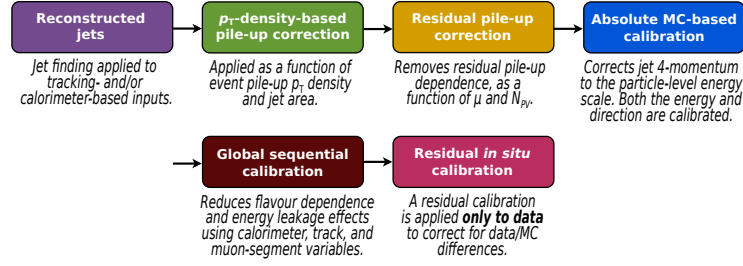 Reconstructed
jets
Jet finding applied to
tracking- and/or
calorimeter-based inputs.
pT-density-based
pile-up correction
Applied as a function of
event pile-up pT density
and jet area.
Residual pile-up
correction
Removes residual pile-up
dependence, as a
function of μ and NPV.
Absolute MC-based
calibration
Corrects jet 4-momentum
to the particle-level energy
scale. Both the energy and
direction are calibrated.
Global sequential
calibration
Reduces flavour dependence
and energy leakage effects
using calorimeter, track, and
muon-segment variables.
Residual in situ
calibration
A residual calibration
is applied only to data
to correct for data/MC
differences.